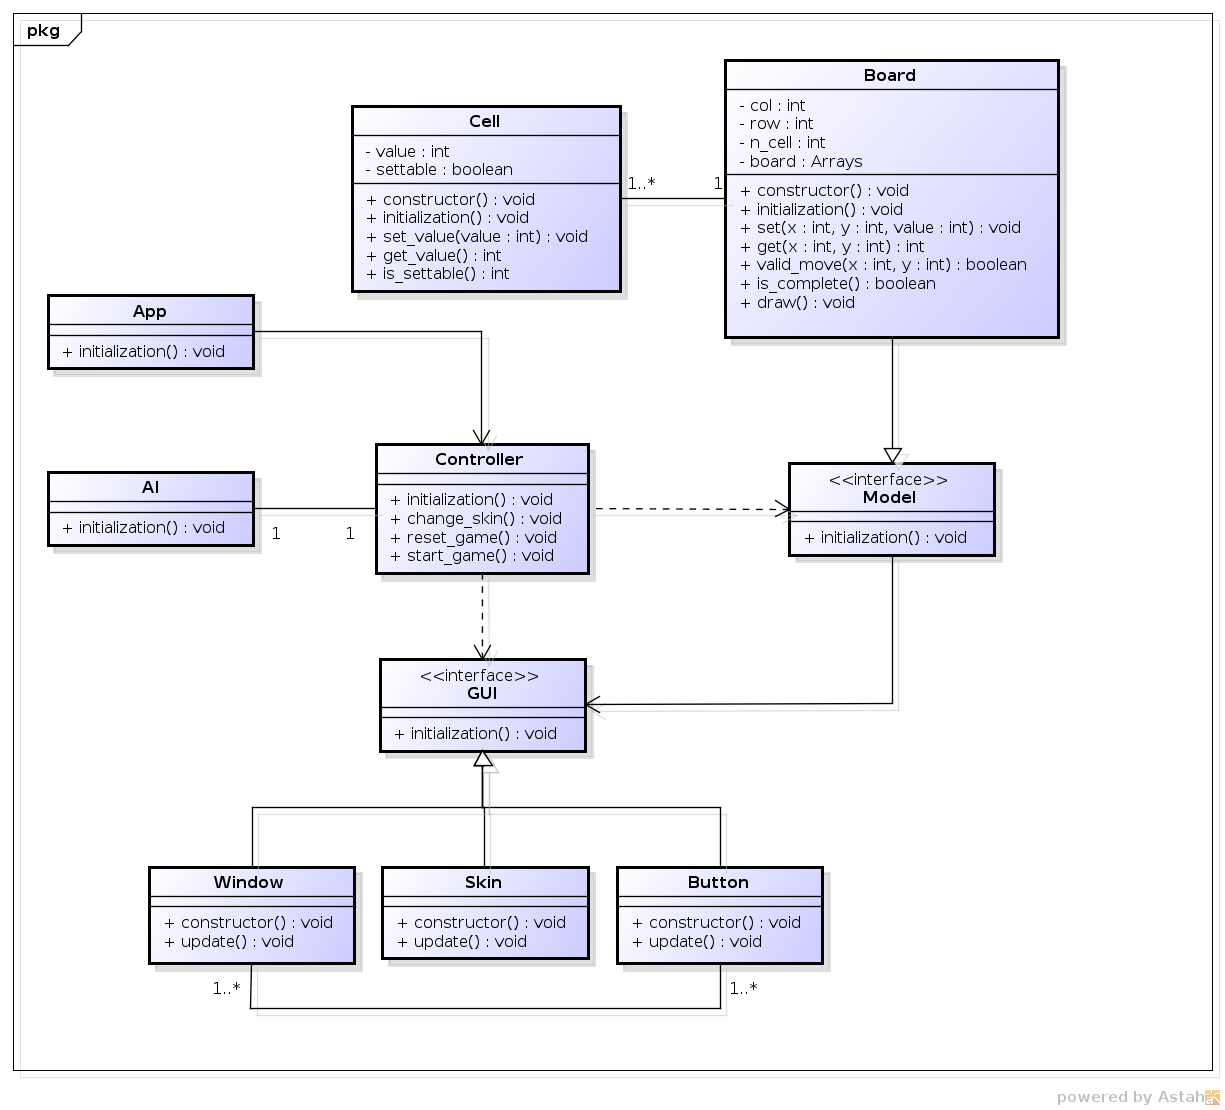 pkg
Board
- col : int
- row : int
- n_cell : int
- board : Arrays
+ constructor() : void
+ initialization() : void
+ set(x : int, y : int, value : int) : void
+ get(x : int, y : int) : int
+ valid_move(x : int, y : int) : boolean
+ is_complete() : boolean
+ draw() : void
Cell
- value : int
- settable : boolean
+ constructor() : void
+ initialization() : void
+ set_value(value : int) : void
+ get_value() : int
+ is_settable() : int
1..*
1
App
+ initialization() : void
AI
+ initialization() : void
1
1
Controller
+ initialization() : void
+ change_skin() : void
+ reset_game() : void
+ start_game() : void
<<interface>>
Model
+ initialization() : void
<<interface>>
GUI
+ initialization() : void
Window
+ constructor() : void
+ update() : void
Skin
+ constructor() : void
+ update() : void
Button
+ constructor() : void
+ update() : void
1..*
1..*
powered by Astah